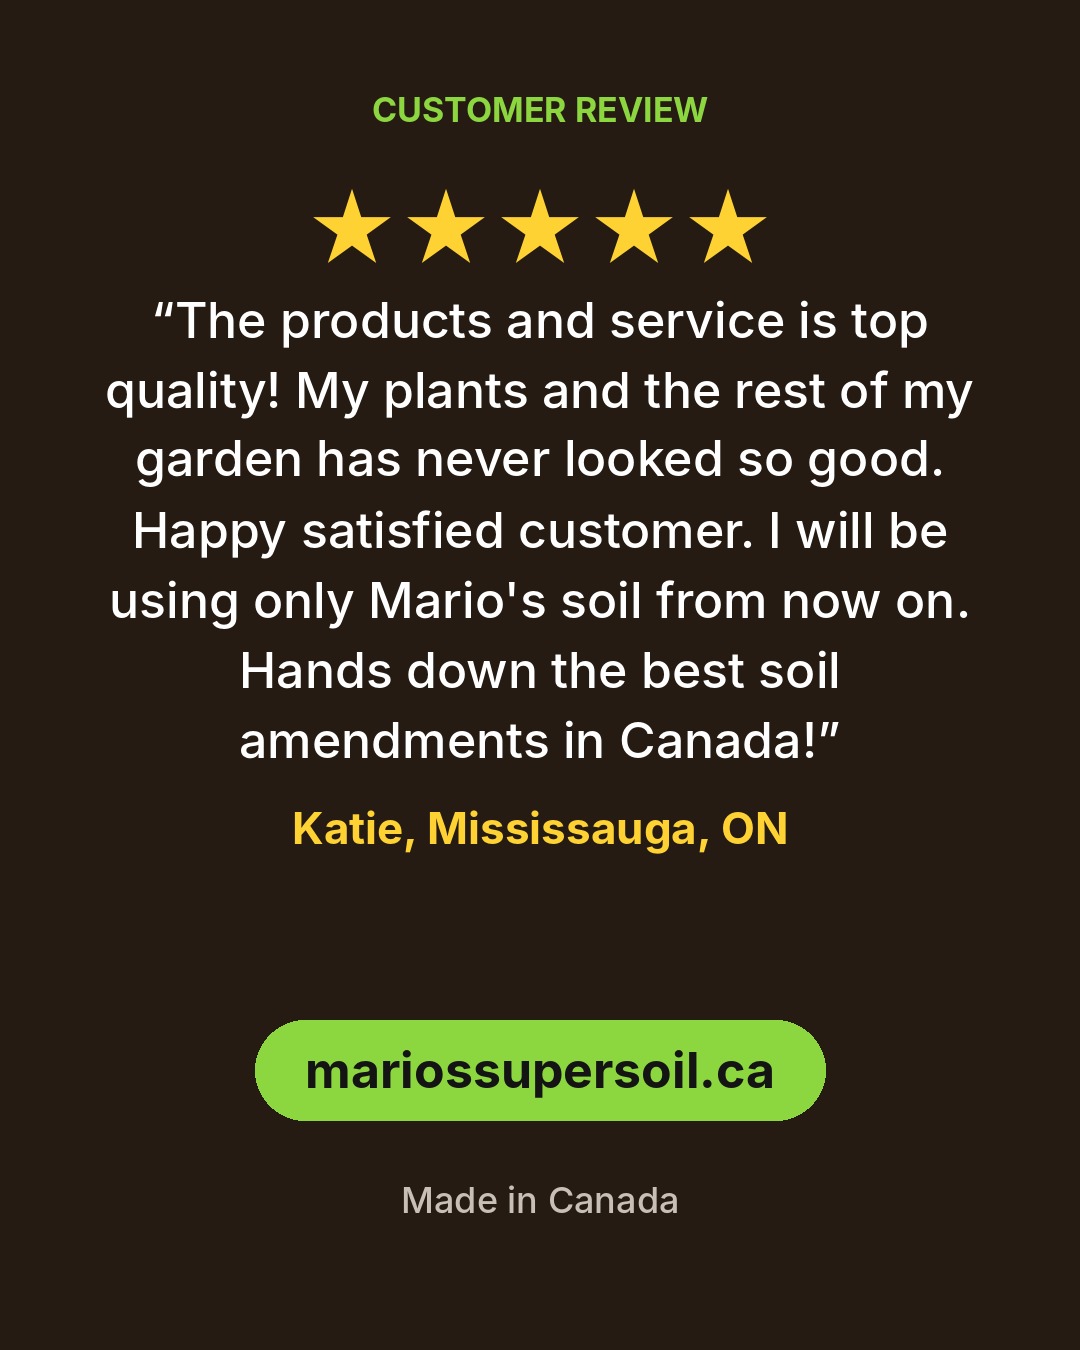 CUSTOMER REVIEW
“The products and service is top
quality! My plants and the rest of my
garden has never looked so good.
Happy satisfied customer. I will be
using only Mario's soil from now on.
Hands down the best soil
amendments in Canada!”
Katie, Mississauga, ON
mariossupersoil.ca
Made in Canada